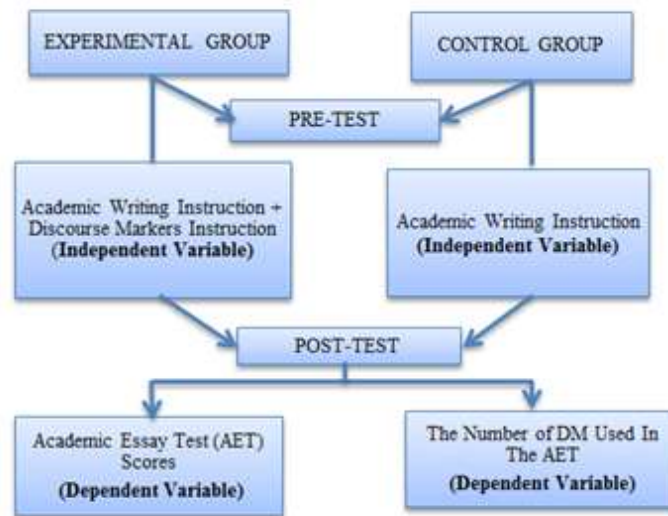 EXPERIMENTAL GROUP
CONTROL GROUP
PRE-TEST
Academic Writing Instruction +
Discourse Markers Instruction
(Independent Variable)
Academic Writing Instruction
(Independent Variable)
POST-TEST
Academic Essay Test (AET)
Scores
(Dependent Variable)
The Number of DM Used In
The AET
(Dependent Variable)